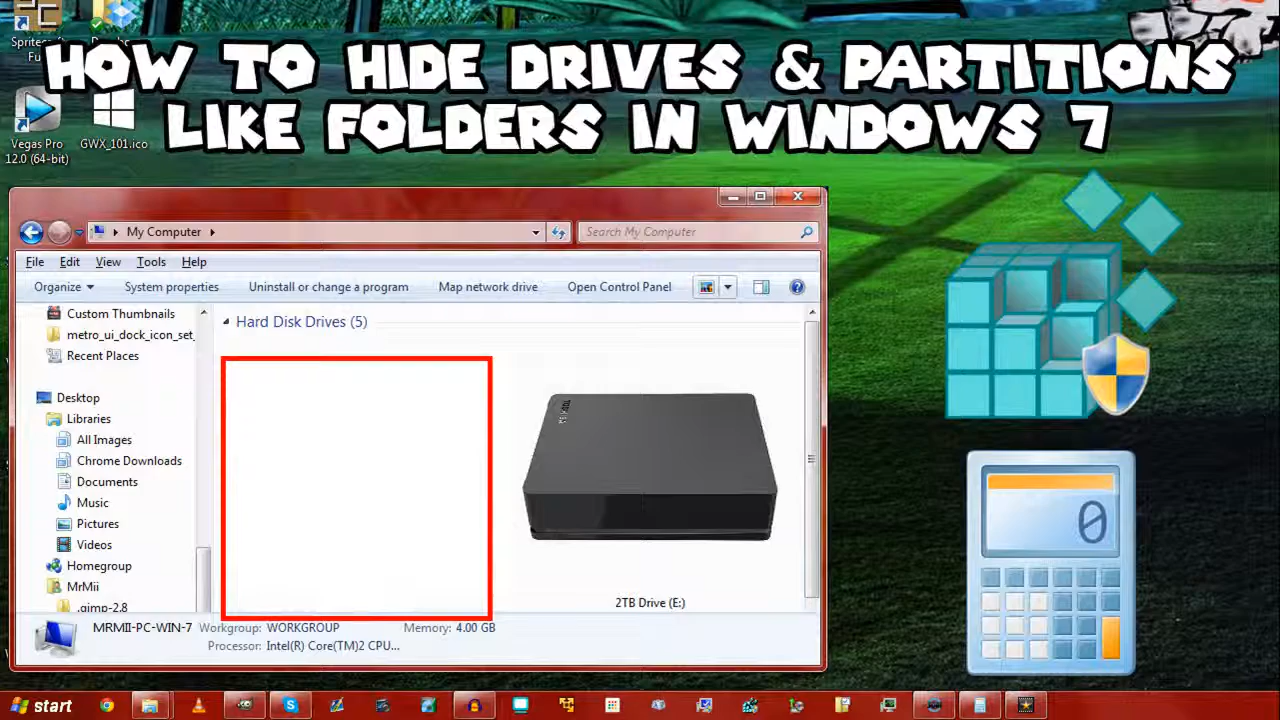 Spritecraft
Fu
HOW TO HIDE DRIVES & PARTITIONS
LIKE FOLDERS IN WINDOWS 7
Vegas Pro
12.0 (64-bit)
GWX_101.ico
My Computer
Search My Computer
File Edit View Tools Help
Organize System properties Uninstall or change a program Map network drive Open Control Panel
Custom Thumbnails
metro_ui_dock_icon_set_
Recent Places
Desktop
Libraries
All Images
Chrome Downloads
Documents
Music
Pictures
Videos
Homegroup
MrMii
.gimp-2.8
Hard Disk Drives (5)
TOSHIBA
2TB Drive (E:)
MRMII-PC-WIN-7 Workgroup: WORKGROUP Memory: 4.00 GB
Processor: Intel(R) Core(TM)2 CPU...
0
start